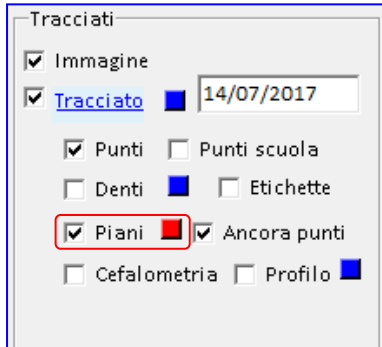 Tracciati
Immagine
Tracciato 14/07/2017
Punti Punti scuola
Denti Etichette
Piani Ancora punti
Cefalometria Profilo